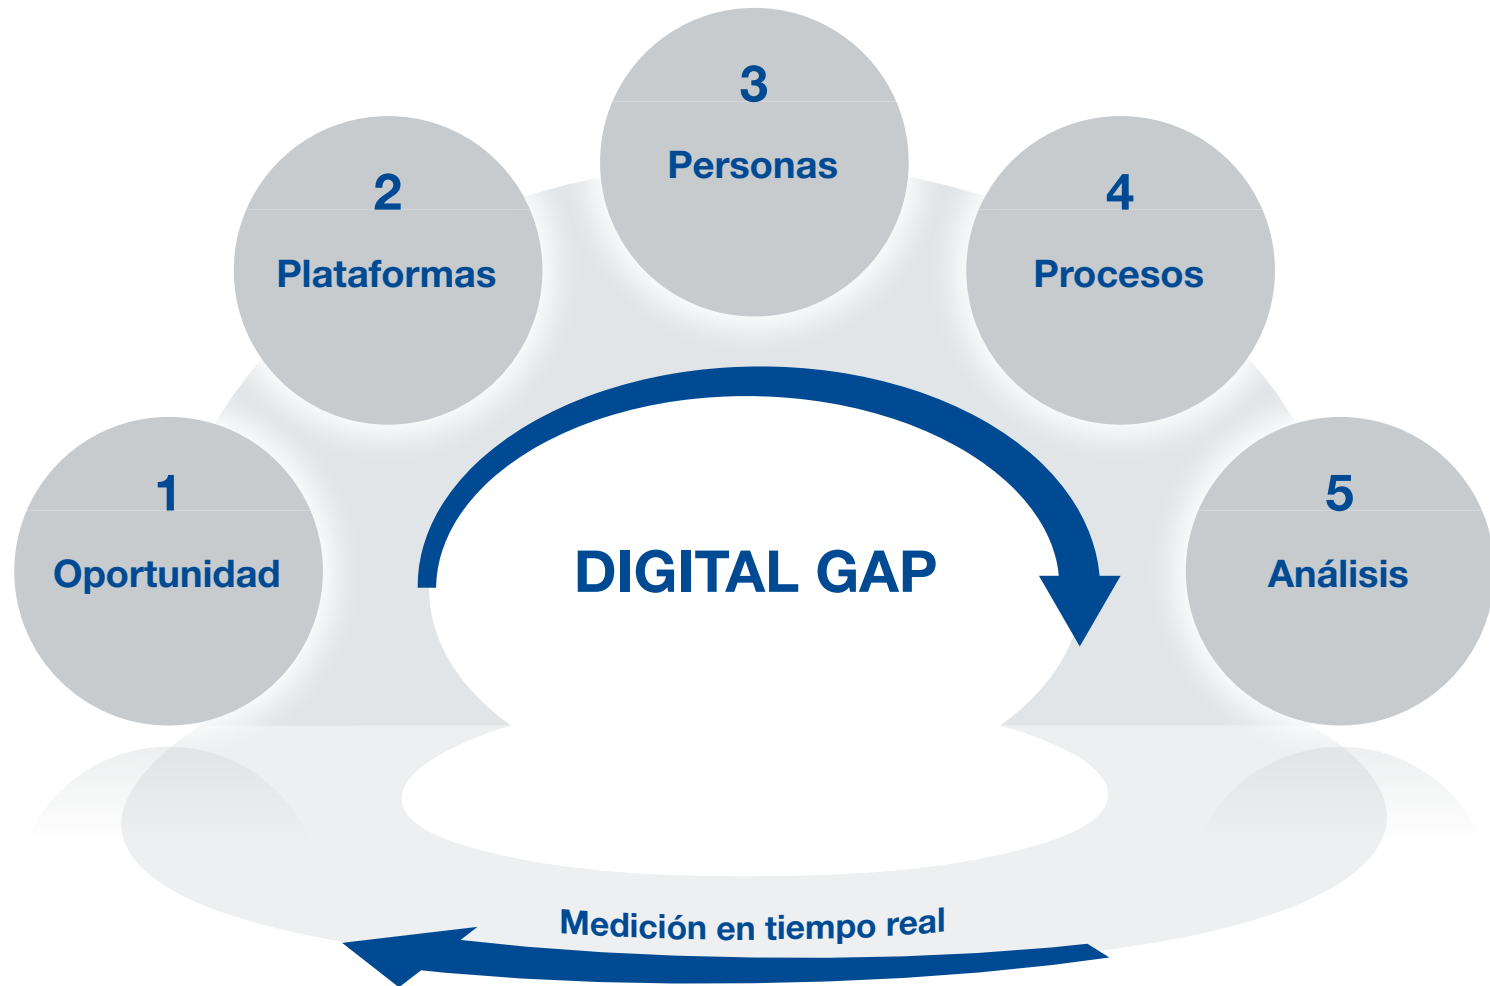 1
Oportunidad
2
Plataformas
3
Personas
4
Procesos
5
Análisis
DIGITAL GAP
Medición en tiempo real